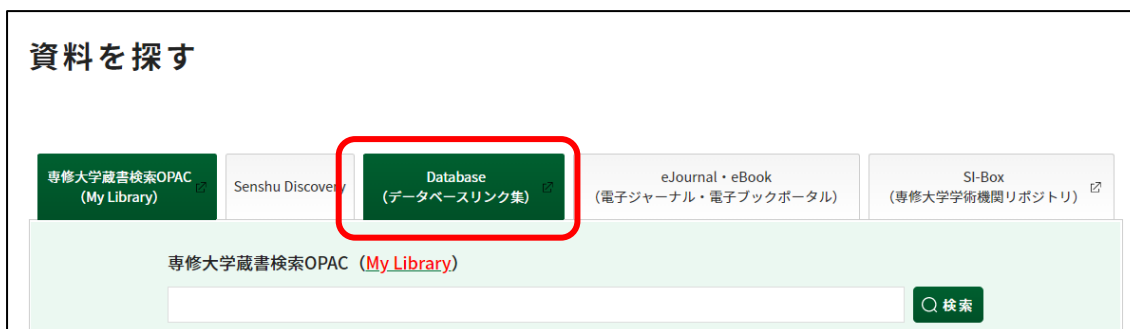 資料を探す
専修大学蔵書検索OPAC
(My Library)
Senshu Discovery
Database
(データベースリンク集)
eJournal・eBook
(電子ジャーナル・電子ブックポータル)
SI-Box
(専修大学学術機関リポジトリ)
専修大学蔵書検索OPAC（My Library）
検索